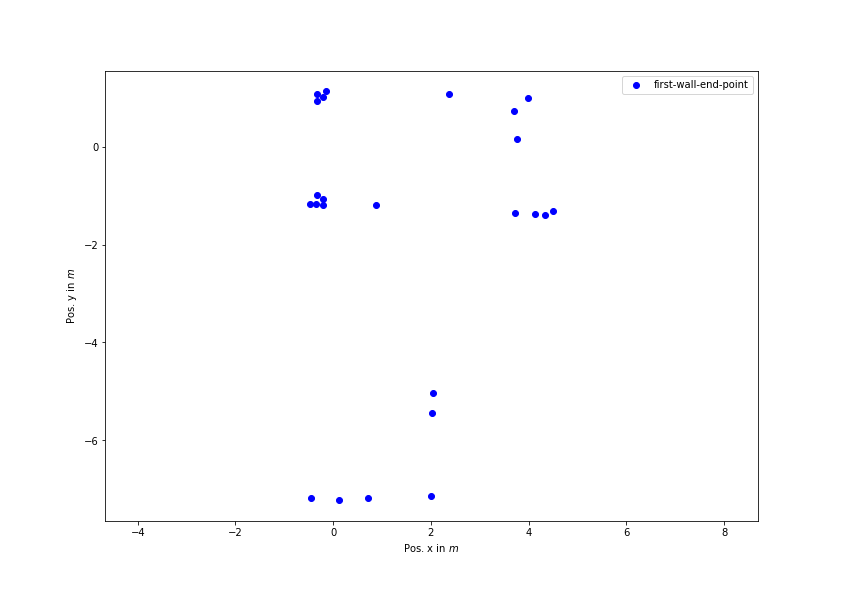 first-wall-end-point
0
−2
−4
−6
Pos. y in m
−4 −2 0 2 4 6 8
Pos. x in m